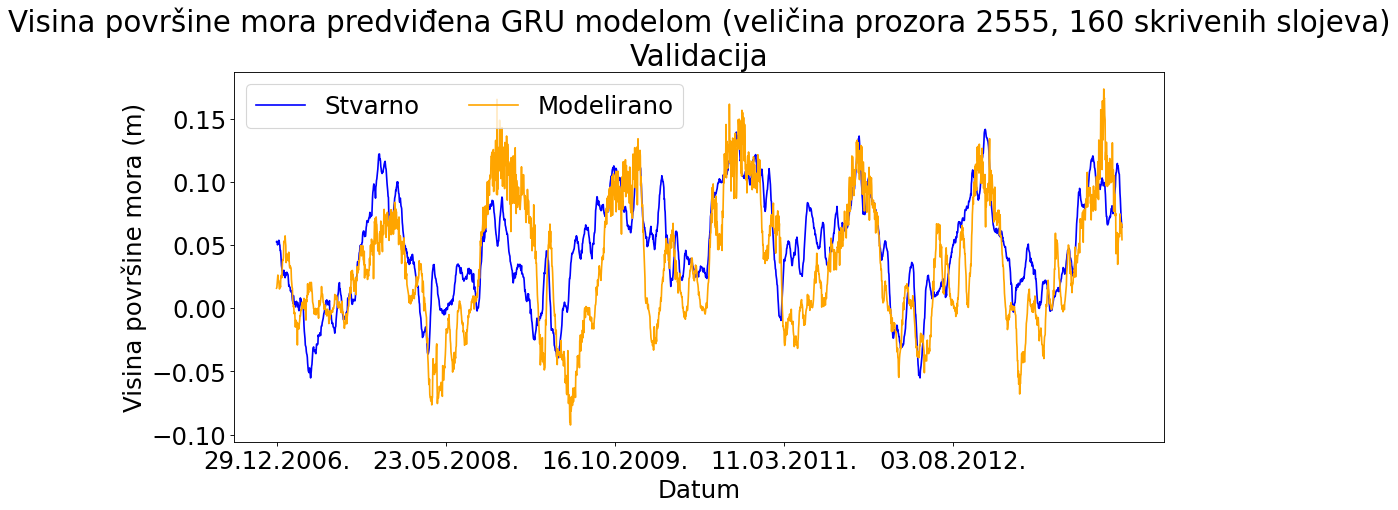 Visina površine mora predviđena GRU modelom (veličina prozora 2555, 160 skrivenih slojeva)
Validacija
Stvarno Modelirano
Visina površine mora (m)
0.15
0.10
0.05
0.00
−0.05
−0.10
29.12.2006. 23.05.2008. 16.10.2009. 11.03.2011. 03.08.2012.
Datum